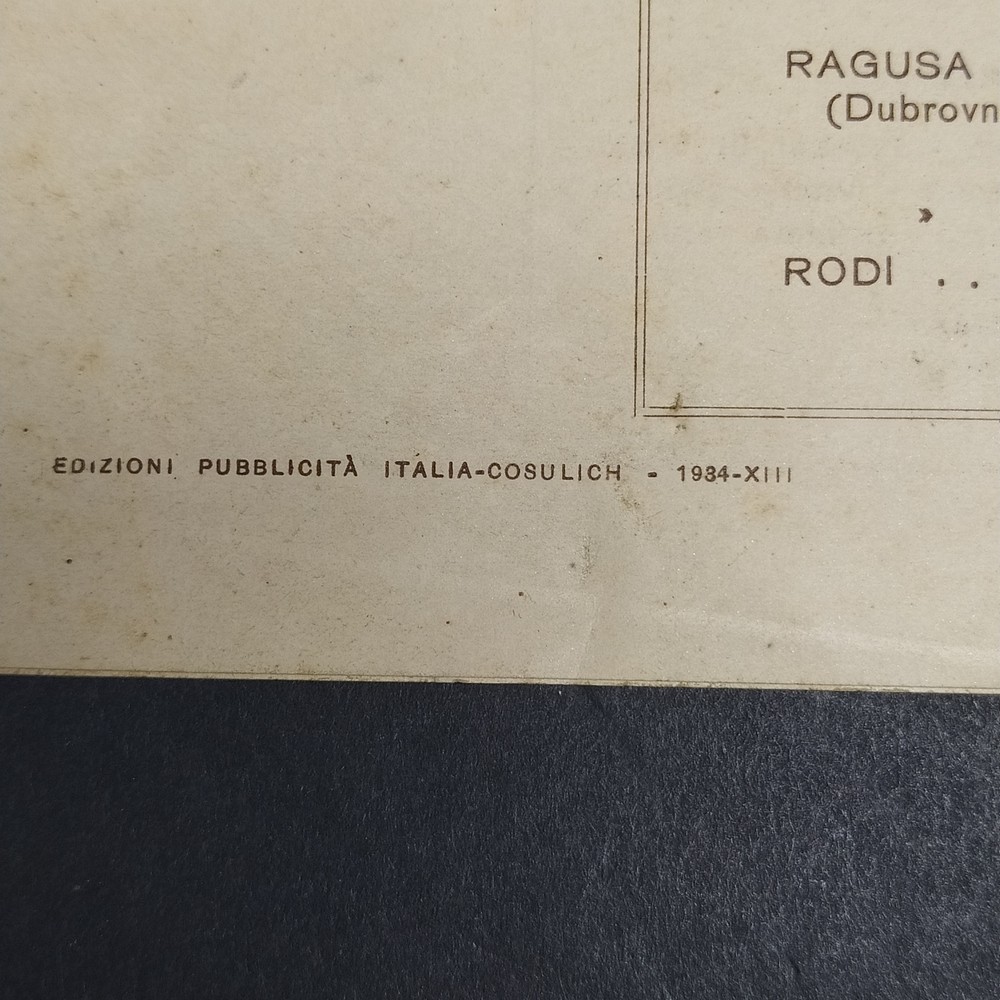 RAGUSA
(Dubrovn
»
RODI . .
EDIZIONI PUBBLICITÀ ITALIA-COSULICH - 1934-XIII